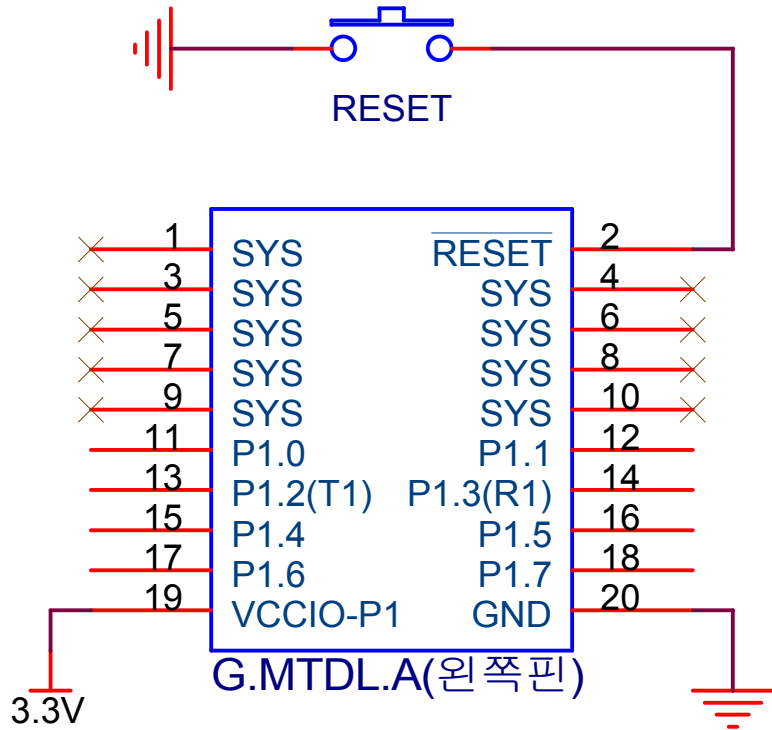 RESET
1 SYS RESET 2
3 SYS SYS 4
5 SYS SYS 6
7 SYS SYS 8
9 SYS SYS 10
11 P1.0 P1.1 12
13 P1.2(T1) P1.3(R1) 14
15 P1.4 P1.5 16
17 P1.6 P1.7 18
19 VCCIO-P1 GND 20
G.MTDL.A(왼쪽핀)
3.3V